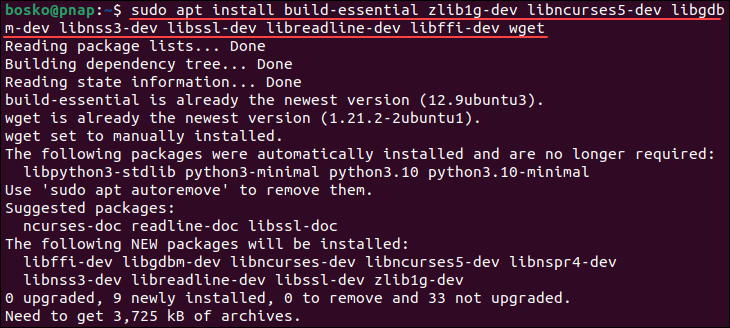 bosko@pnap:~$ sudo apt install build-essential zlib1g-dev libncurses5-dev libgdb
m-dev libnss3-dev libssl-dev libreadline-dev libffi-dev wget
Reading package lists... Done
Building dependency tree... Done
Reading state information... Done
build-essential is already the newest version (12.9ubuntu3).
wget is already the newest version (1.21.2-2ubuntu1).
wget set to manually installed.
The following packages were automatically installed and are no longer required:
  libpython3-stdlib python3-minimal python3.10 python3.10-minimal
Use 'sudo apt autoremove' to remove them.
Suggested packages:
  ncurses-doc readline-doc libssl-doc
The following NEW packages will be installed:
  libffi-dev libgdbm-dev libncurses-dev libncurses5-dev libnspr4-dev
  libnss3-dev libreadline-dev libssl-dev zlib1g-dev
0 upgraded, 9 newly installed, 0 to remove and 33 not upgraded.
Need to get 3,725 kB of archives.